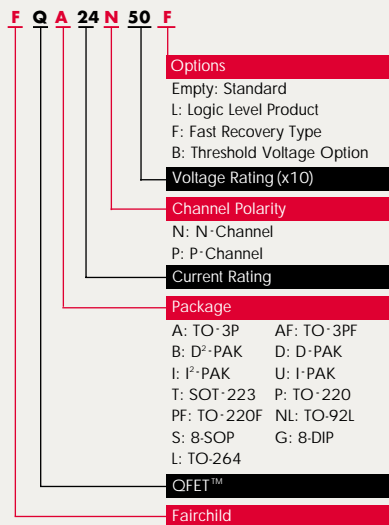 F Q A 24 N 50 F
Options
Empty: Standard
L: Logic Level Product
F: Fast Recovery Type
B: Threshold Voltage Option
Voltage Rating (x10)
Channel Polarity
N: N-Channel
P: P-Channel
Current Rating
Package
A: TO-3P AF: TO-3PF
B: D²-PAK D: D-PAK
I: I²-PAK U: I-PAK
T: SOT-223 P: TO-220
PF: TO-220F NL: TO-92L
S: 8-SOP G: 8-DIP
L: TO-264
QFET™
Fairchild